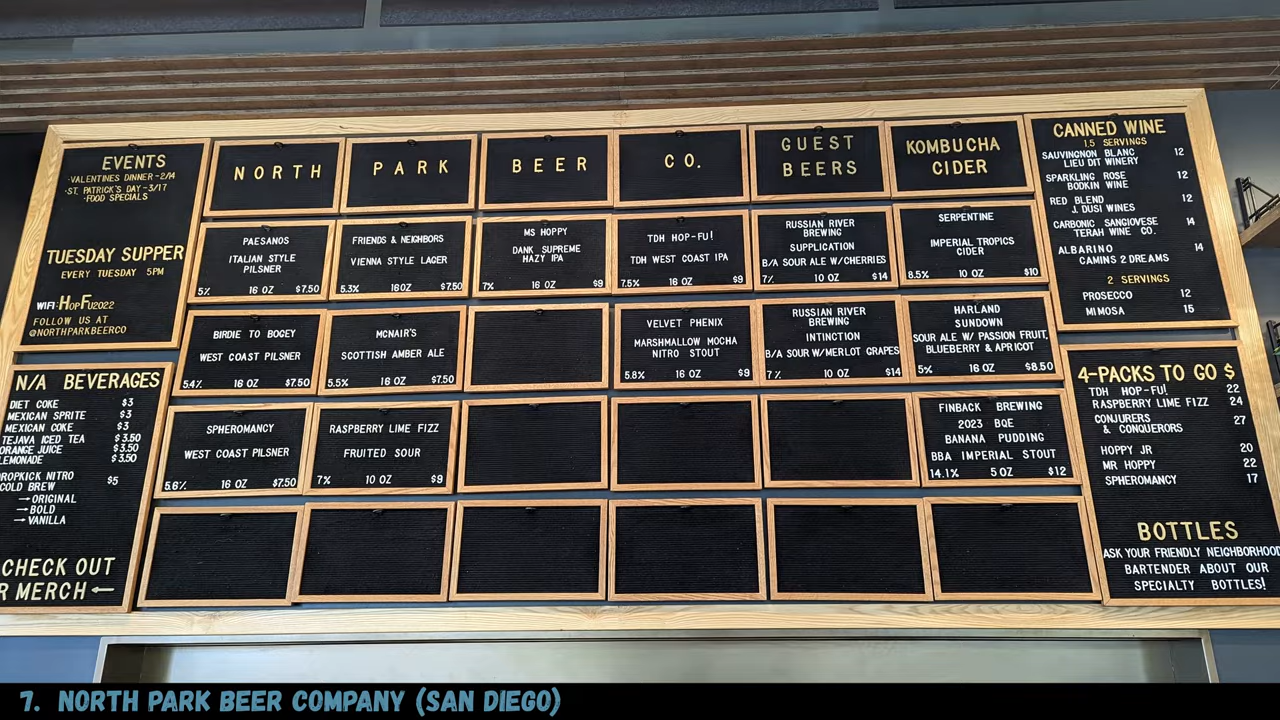 EVENTS
·VALENTINES DINNER-2/14
·ST. PATRICK'S DAY-3/17
·FOOD SPECIALS
TUESDAY SUPPER
EVERY TUESDAY 5PM
WIFI: HOPFU2022
FOLLOW US AT
@NORTHPARKBEERCO
N/A BEVERAGES
DIET COKE $3
MEXICAN SPRITE $3
MEXICAN COKE $3
TEJAVA ICED TEA $3.50
ORANGE JUICE $3.50
LEMONADE $3.50
DROPKICK NITRO
COLD BREW $5
→ORIGINAL
→BOLD
→VANILLA
CHECK OUT
R MERCH ←
NORTH PARK BEER CO.
GUEST
BEERS
KOMBUCHA
CIDER
PAESANOS
ITALIAN STYLE
PILSNER
5% 16 OZ $7.50
FRIENDS & NEIGHBORS
VIENNA STYLE LAGER
5.3% 16OZ $7.50
MS HOPPY
DANK SUPREME
HAZY IPA
7% 16 OZ $9
TDH HOP-FU!
TDH WEST COAST IPA
7.5% 16 OZ $9
RUSSIAN RIVER
BREWING
SUPPLICATION
B/A SOUR ALE W/CHERRIES
7% 10 OZ $14
SERPENTINE
IMPERIAL TROPICS
CIDER
8.5% 10 OZ $10
BIRDIE TO BOGEY
WEST COAST PILSNER
5.4% 16 OZ $7.50
MCNAIR'S
SCOTTISH AMBER ALE
5.5% 16 OZ $7.50
VELVET PHENIX
MARSHMALLOW MOCHA
NITRO STOUT
5.8% 16 OZ $9
RUSSIAN RIVER
BREWING
INTINCTION
B/A SOUR W/MERLOT GRAPES
7% 10 OZ $14
HARLAND
SUNDOWN
SOUR ALE W/ PASSION FRUIT,
BLUEBERRY & APRICOT
5% 16 OZ $8.50
SPHEROMANCY
WEST COAST PILSNER
5.6% 16 OZ $7.50
RASPBERRY LIME FIZZ
FRUITED SOUR
7% 10 OZ $9
FINBACK BREWING
2023 BQE
BANANA PUDDING
BBA IMPERIAL STOUT
14.1% 5 OZ $12
CANNED WINE
1.5 SERVINGS
SAUVINGNON BLANC 12
LIEU DIT WINERY
SPARKLING ROSE 12
BODKIN WINE
RED BLEND 12
J. DUSI WINES
CARBONIC SANGIOVESE 14
TERAH WINE CO.
ALBARINO 14
CAMINS 2 DREAMS
2 SERVINGS
PROSECCO 12
MIMOSA 15
4-PACKS TO GO $
TDH HOP-FU! 22
RASPBERRY LIME FIZZ 24
CONJURERS 27
& CONQUERORS
HOPPY JR 20
MR HOPPY 22
SPHEROMANCY 17
BOTTLES
ASK YOUR FRIENDLY NEIGHBORHOOD
BARTENDER ABOUT OUR
SPECIALTY BOTTLES!
7. NORTH PARK BEER COMPANY (SAN DIEGO)